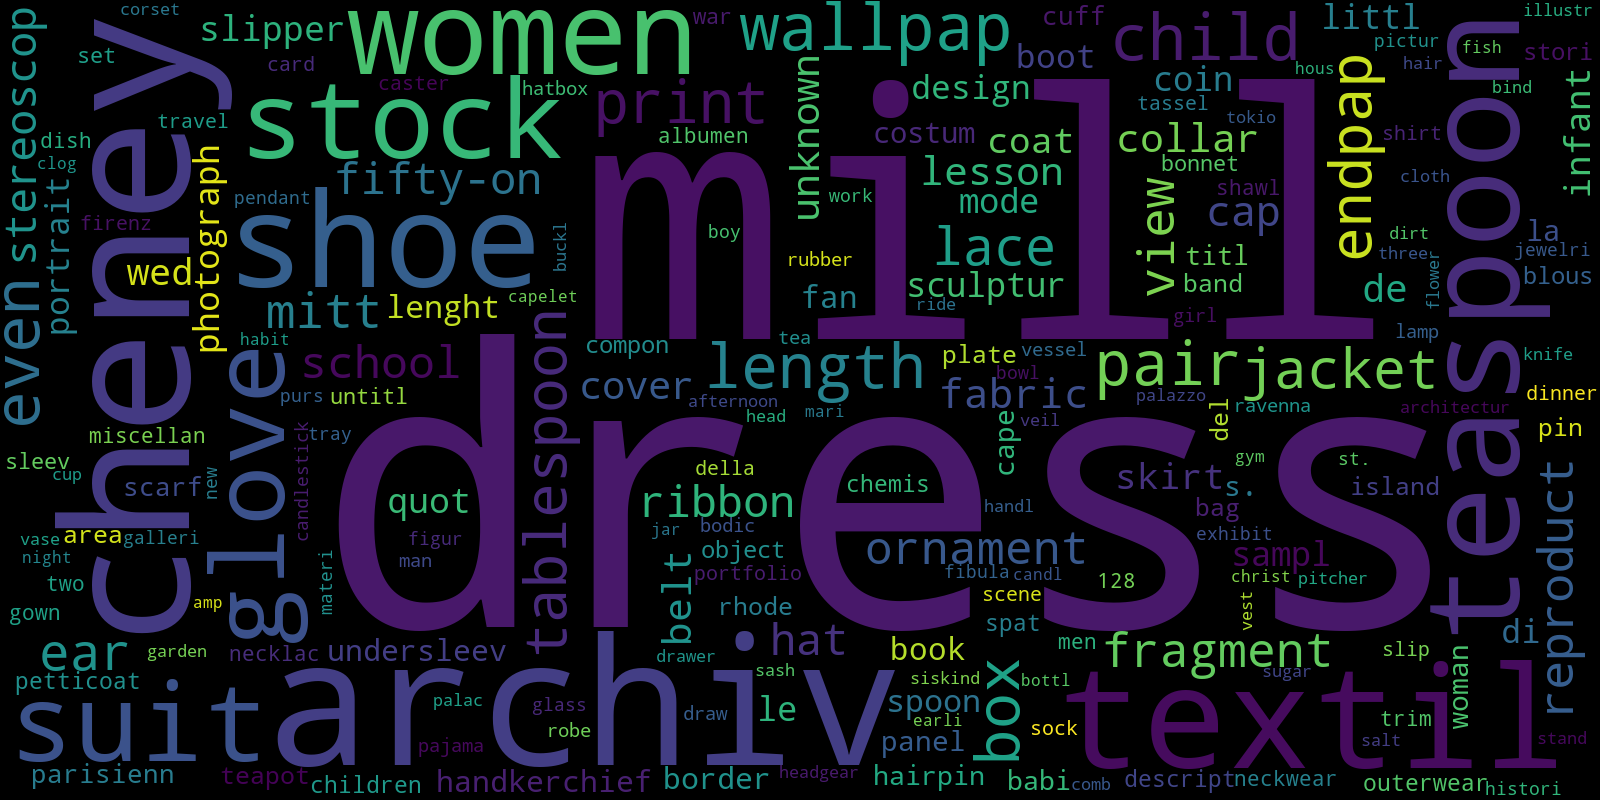 corset
women
war
wallpap
cuff
littl
illustr
slipper
child
pictur
fish
stori
set
card
caster
hatbox
boot
coin
hous
hair
bind
stock
print
design
tassel
tokio
endpap
travel
albumen
unknown
costum
coat
collar
shirt
infant
dish
clog
even stereoscop
portrait
photograph
fifty-on
lesson
bonnet
cloth
pendant
shoe
work
mode
view
shawl
cap
teaspoon
firenz
cheney
boy
mill
lace
dirt
la
wed
buckl
rubber
titl
threer
jewelri
mitt
lenght
capelet
fan
sculptur
band
de
flower
blous
habit
ride
girl
lamp
school
compon
tea
length
plate
vessel
pair
jacket
knife
glove
purs
untitl
tablespoon
cover
afternoon
bowl
fabric
palazzo
ravenna
architectur
dinner
miscellan
tray
head
mari
cape
veil
del
pin
sleev
cup
scarf
new
candlestick
dress
della
chemis
gym
st.
skirt
s.
island
quot
ribbon
handl
bag
reproduct
vase
area
galleri
figur
jar
bodic
ornament
exhibit
night
man
object
sampl
two
materi
belt
portfolio
fibula
candl
128
christ
pitcher
gown
amp
rhode
scene
spat
vest
ear
garden
necklac
undersleev
hat
book
men
fragment
slip
di
petticoat
drawer
sash
siskind
bottl
sugar
woman
suit
archiv
palac
glass
draw
le
spoon
earli
box
textil
trim
robe
pajama
panel
sock
salt
stand
parisienn
teapot
children
handkerchief
border
headgear
hairpin
babi
comb
descript
neckwear
outerwear
histori